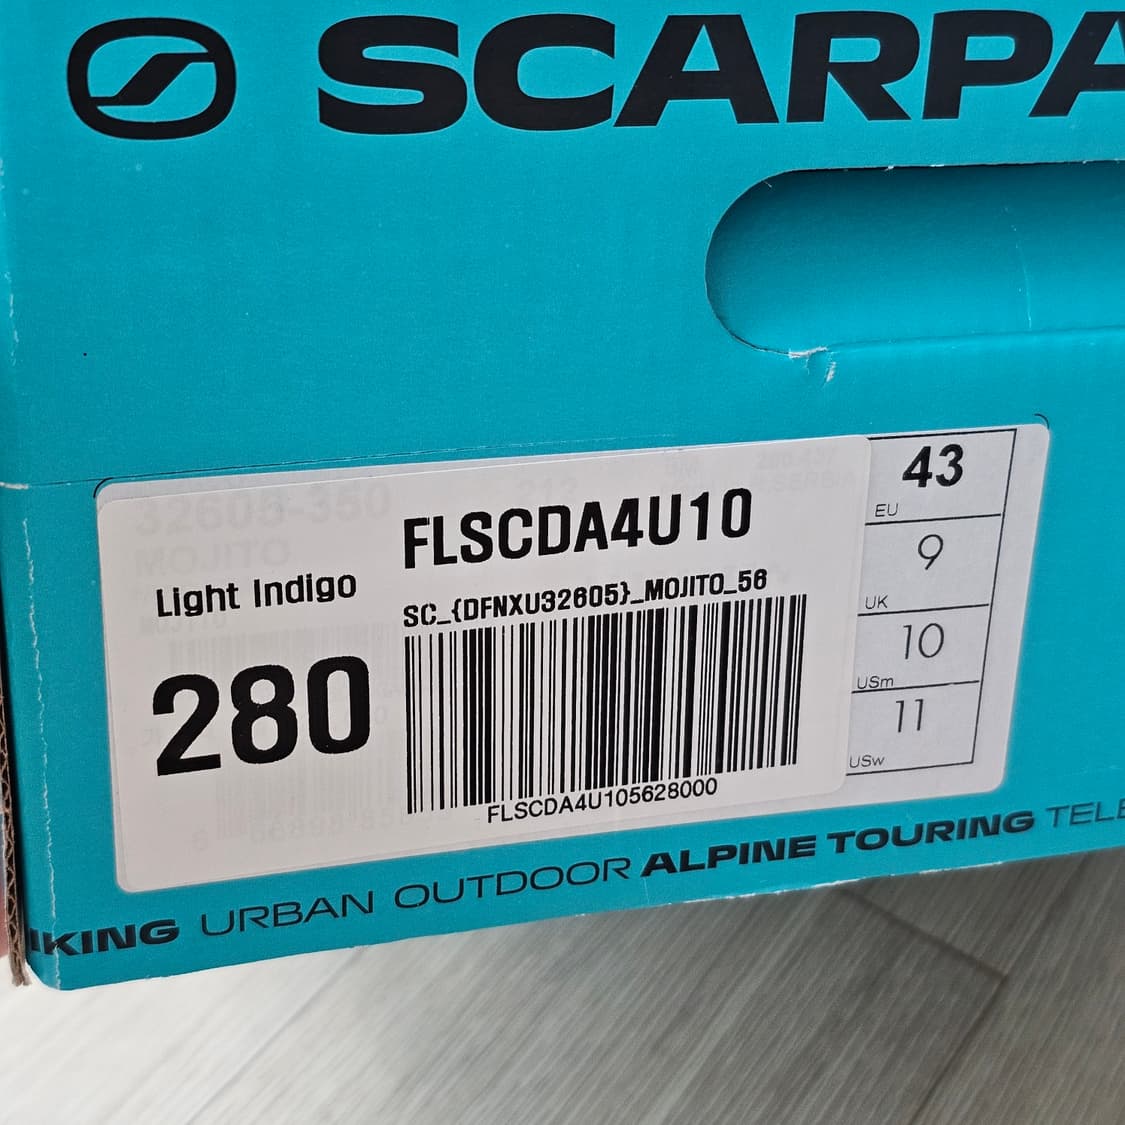 SCARPA
32605-350
MOJITO
FLSCDA4U10
Light Indigo
SC_{DFNXU32605}_MOJITO_56
280
FLSCDA4U105628000
43
EU
9
UK
10
USm
11
USw
IKING URBAN OUTDOOR ALPINE TOURING TELE